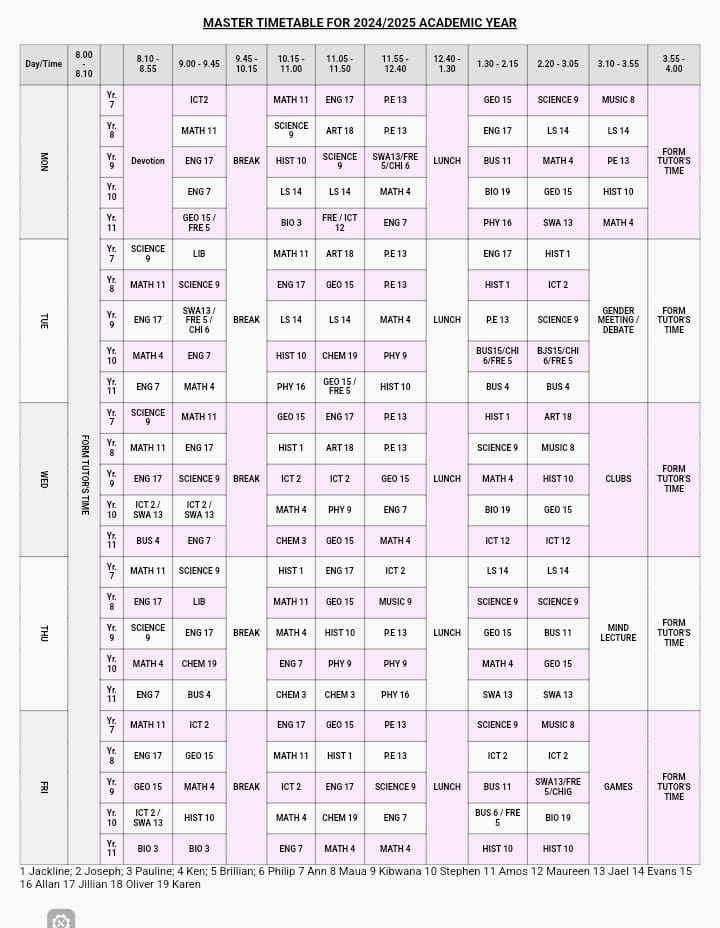 MASTER TIMETABLE FOR 2024/2025 ACADEMIC YEAR
Day/Time 8.00 - 8.10 8.10 - 8.55 9.00 - 9.45 9.45 - 10.15 10.15 - 11.00 11.05 - 11.50 11.55 - 12.40 12.40 - 1.30 1.30 - 2.15 2.20 - 3.05 3.10 - 3.55 3.55 - 4.00
MON FORM TUTOR'S TIME Yr. 7 Devotion ICT2 BREAK MATH 11 ENG 17 P.E 13 LUNCH GEO 15 SCIENCE 9 MUSIC 8 FORM TUTOR'S TIME
Yr. 8 MATH 11 SCIENCE 9 ART 18 P.E 13 ENG 17 LS 14 LS 14
Yr. 9 ENG 17 HIST 10 SCIENCE 9 SWA13/FRE 5/CHI 6 BUS 11 MATH 4 PE 13
Yr. 10 ENG 7 LS 14 LS 14 MATH 4 BIO 19 GEO 15 HIST 10
Yr. 11 GEO 15 / FRE 5 BIO 3 FRE / ICT 12 ENG 7 PHY 16 SWA 13 MATH 4
TUE Yr. 7 SCIENCE 9 LIB BREAK MATH 11 ART 18 P.E 13 LUNCH ENG 17 HIST 1 GENDER MEETING / DEBATE FORM TUTOR'S TIME
Yr. 8 MATH 11 SCIENCE 9 ENG 17 GEO 15 P.E 13 HIST 1 ICT 2
Yr. 9 ENG 17 SWA13 / FRE 5 / CHI 6 LS 14 LS 14 MATH 4 P.E 13 SCIENCE 9
Yr. 10 MATH 4 ENG 7 HIST 10 CHEM 19 PHY 9 BUS15/CHI 6/FRE 5 BJS15/CHI 6/FRE 5
Yr. 11 ENG 7 MATH 4 PHY 16 GEO 15 / FRE 5 HIST 10 BUS 4 BUS 4
WED Yr. 7 SCIENCE 9 MATH 11 BREAK GEO 15 ENG 17 P.E 13 LUNCH HIST 1 ART 18 CLUBS FORM TUTOR'S TIME
Yr. 8 MATH 11 ENG 17 HIST 1 ART 18 P.E 13 SCIENCE 9 MUSIC 8
Yr. 9 ENG 17 SCIENCE 9 ICT 2 ICT 2 GEO 15 MATH 4 HIST 10
Yr. 10 ICT 2 / SWA 13 ICT 2 / SWA 13 MATH 4 PHY 9 ENG 7 BIO 19 GEO 15
Yr. 11 BUS 4 ENG 7 CHEM 3 GEO 15 MATH 4 ICT 12 ICT 12
THU Yr. 7 MATH 11 SCIENCE 9 BREAK HIST 1 ENG 17 ICT 2 LUNCH LS 14 LS 14 MIND LECTURE FORM TUTOR'S TIME
Yr. 8 ENG 17 LIB MATH 11 GEO 15 MUSIC 9 SCIENCE 9 SCIENCE 9
Yr. 9 SCIENCE 9 ENG 17 MATH 4 HIST 10 P.E 13 GEO 15 BUS 11
Yr. 10 MATH 4 CHEM 19 ENG 7 PHY 9 PHY 9 MATH 4 GEO 15
Yr. 11 ENG 7 BUS 4 CHEM 3 CHEM 3 PHY 16 SWA 13 SWA 13
FRI Yr. 7 MATH 11 ICT 2 BREAK ENG 17 GEO 15 PE 13 LUNCH SCIENCE 9 MUSIC 8 GAMES FORM TUTOR'S TIME
Yr. 8 ENG 17 GEO 15 MATH 11 HIST 1 P.E 13 ICT 2 ICT 2
Yr. 9 GEO 15 MATH 4 ICT 2 ENG 17 SCIENCE 9 BUS 11 SWA13/FRE 5/CHIG
Yr. 10 ICT 2 / SWA 13 HIST 10 MATH 4 CHEM 19 ENG 7 BUS 6 / FRE 5 BIO 19
Yr. 11 BIO 3 BIO 3 ENG 7 MATH 4 MATH 4 HIST 10 HIST 10
1 Jackline; 2 Joseph; 3 Pauline; 4 Ken; 5 Brillian; 6 Philip 7 Ann 8 Maua 9 Kibwana 10 Stephen 11 Amos 12 Maureen 13 Jael 14 Evans 15
16 Allan 17 Jillian 18 Oliver 19 Karen